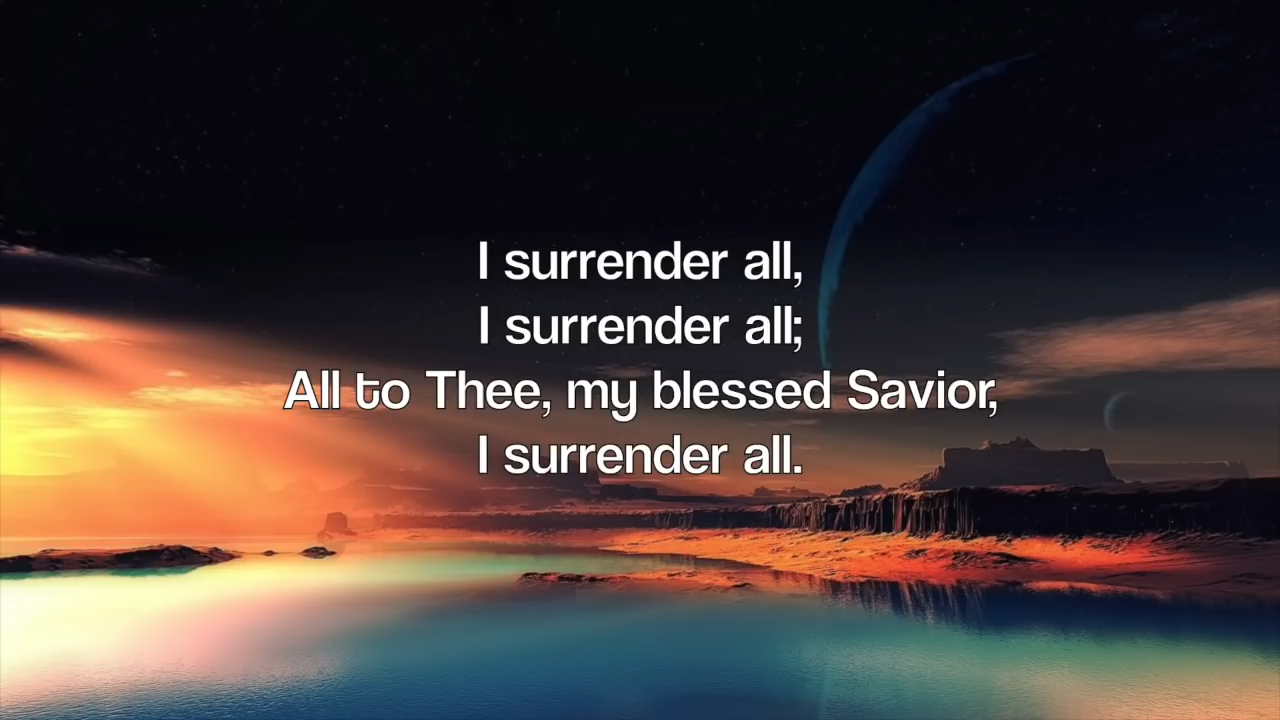 I surrender all,
I surrender all;
All to Thee, my blessed Savior,
I surrender all.